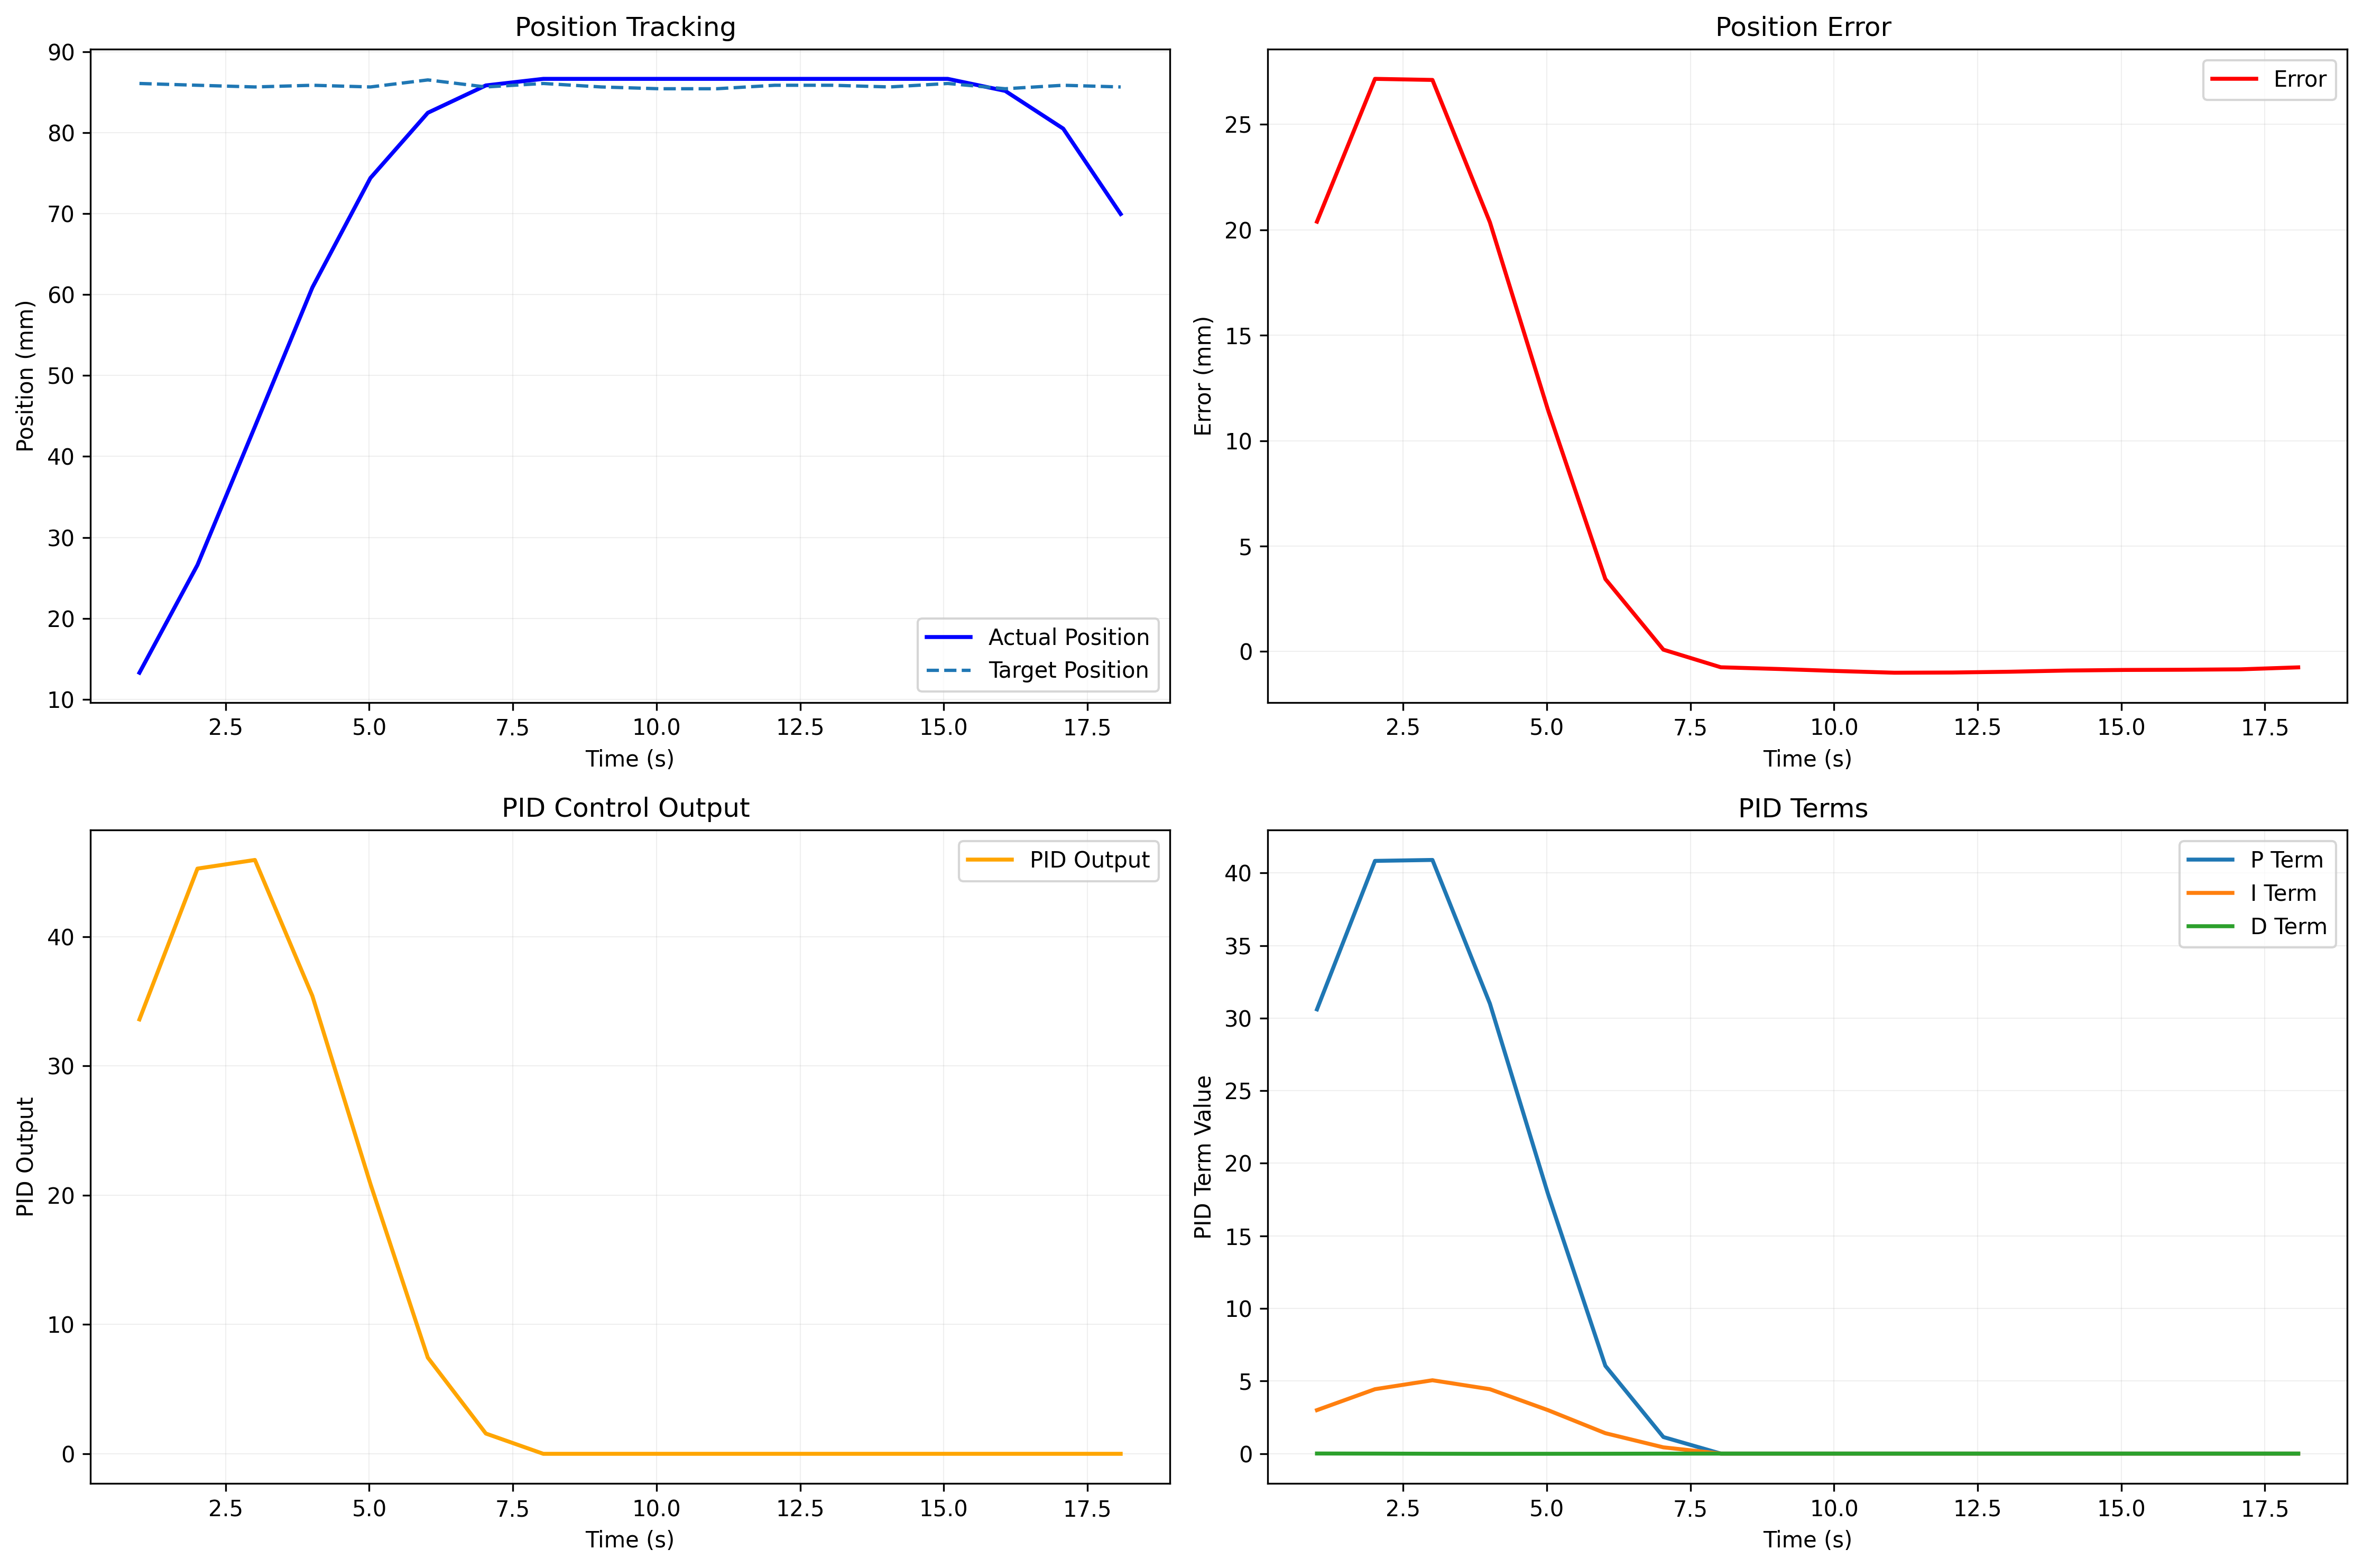 Position Tracking
90
80
70
60
50
40
30
20
10
Position (mm)
Actual Position
Target Position
2.5 5.0 7.5 10.0 12.5 15.0 17.5
Time (s)
Position Error
Error
25
20
15
10
5
0
Error (mm)
2.5 5.0 7.5 10.0 12.5 15.0 17.5
Time (s)
PID Control Output
PID Output
40
30
20
10
0
PID Output
2.5 5.0 7.5 10.0 12.5 15.0 17.5
Time (s)
PID Terms
P Term
I Term
D Term
40
35
30
25
20
15
10
5
0
PID Term Value
2.5 5.0 7.5 10.0 12.5 15.0 17.5
Time (s)